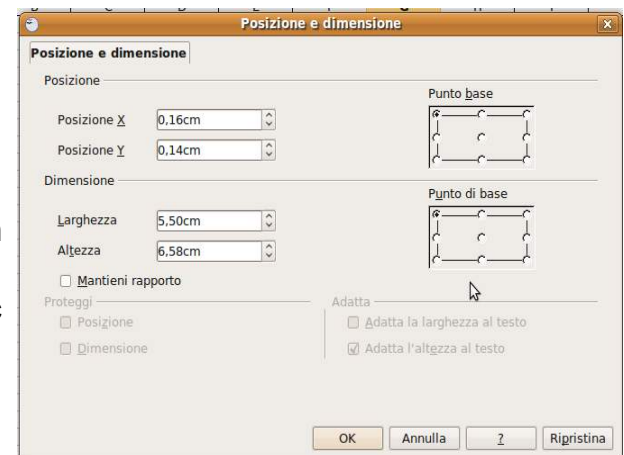 Posizione e dimensione
Posizione e dimensione
Posizione
Punto base
Posizione X 0,16cm
Posizione Y 0,14cm
Dimensione
Punto di base
Larghezza 5,50cm
Altezza 6,58cm
Mantieni rapporto
Proteggi Adatta
Posizione Adatta la larghezza al testo
Dimensione Adatta l'altezza al testo
OK Annulla ? Ripristina